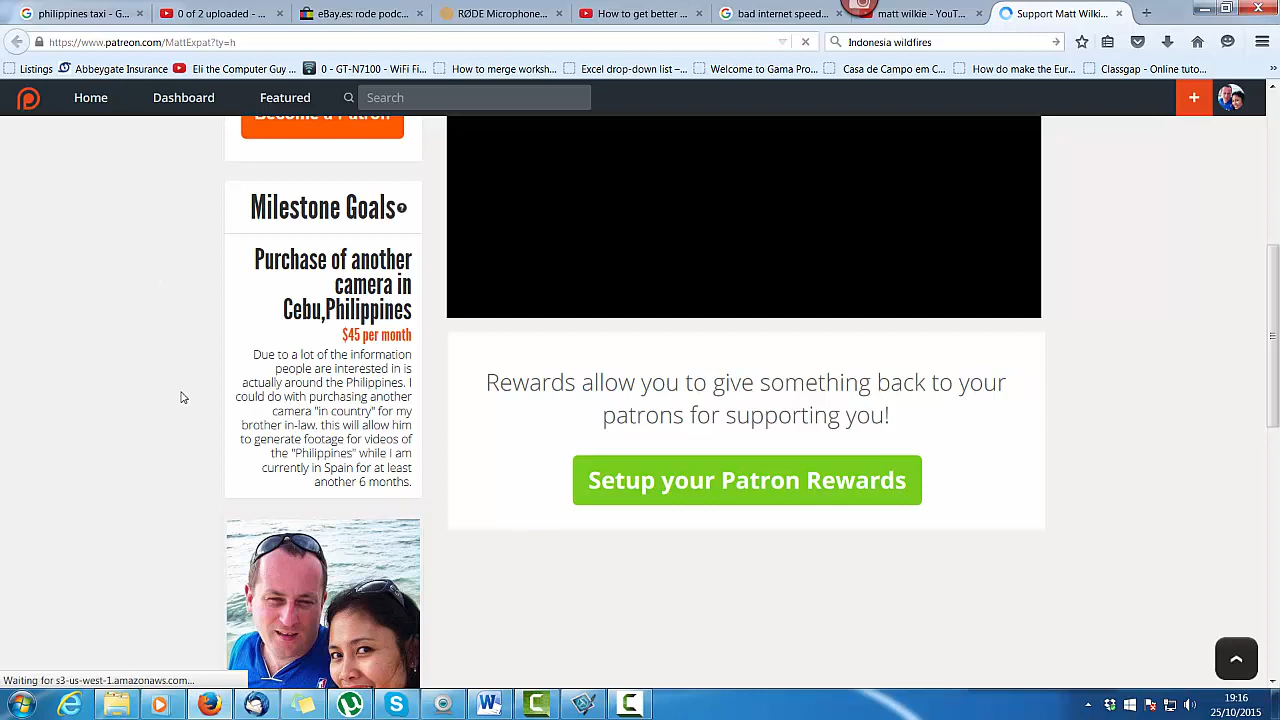 philippines taxi - G...
0 of 2 uploaded - ...
eBay.es: rode podc...
RØDE Microphone...
How to get better ...
bad internet speed...
matt wilkie - YouT...
Support Matt Wilki...
https://www.patreon.com/MattExpat?ty=h
Indonesia wildfires
Listings
Abbeygate Insurance
Eli the Computer Guy ...
0 - GT-N7100 - WiFi Fi...
How to merge worksh...
Excel drop-down list –...
Welcome to Gama Pro...
Casa de Campo em C...
How do make the Eur...
Classgap - Online tuto...
Home
Dashboard
Featured
Search
Become a Patron
Milestone Goals
Purchase of another
camera in
Cebu,Philippines
$45 per month
Due to a lot of the information
people are interested in is
actually around the Philippines. I
could do with purchasing another
camera "in country" for my
brother in-law. this will allow him
to generate footage for videos of
the "Philippines" while I am
currently in Spain for at least
another 6 months.
Rewards allow you to give something back to your
patrons for supporting you!
Setup your Patron Rewards
Waiting for s3-us-west-1.amazonaws.com...
19:16
25/10/2015